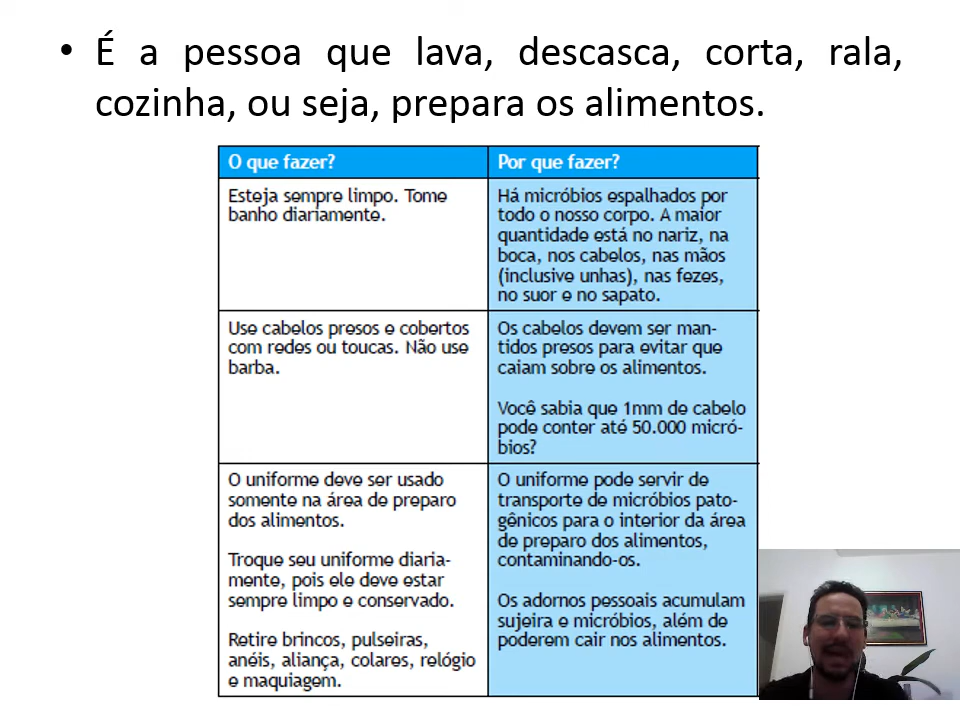 • É a pessoa que lava, descasca, corta, rala,
cozinha, ou seja, prepara os alimentos.
O que fazer?
Por que fazer?
Esteja sempre limpo. Tome
banho diariamente.
Há micróbios espalhados por
todo o nosso corpo. A maior
quantidade está no nariz, na
boca, nos cabelos, nas mãos
(inclusive unhas), nas fezes,
no suor e no sapato.
Use cabelos presos e cobertos
com redes ou toucas. Não use
barba.
Os cabelos devem ser man-
tidos presos para evitar que
caiam sobre os alimentos.
Você sabia que 1mm de cabelo
pode conter até 50.000 micró-
bios?
O uniforme deve ser usado
somente na área de preparo
dos alimentos.
Troque seu uniforme diaria-
mente, pois ele deve estar
sempre limpo e conservado.
Retire brincos, pulseiras,
anéis, aliança, colares, relógio
e maquiagem.
O uniforme pode servir de
transporte de micróbios pato-
gênicos para o interior da área
de preparo dos alimentos,
contaminando-os.
Os adornos pessoais acumulam
sujeira e micróbios, além de
poderem cair nos alimentos.